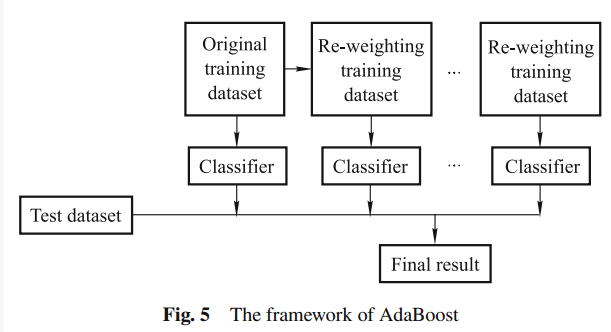 Original
training
dataset
Re-weighting
training
dataset
...
Re-weighting
training
dataset
Classifier
Classifier
...
Classifier
Test dataset
Final result
Fig. 5 The framework of AdaBoost